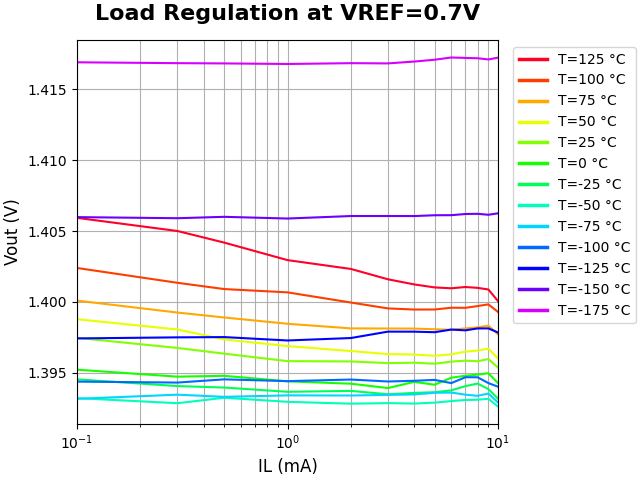 Load Regulation at VREF=0.7V
Vout (V)
1.415
1.410
1.405
1.400
1.395
10⁻¹
10⁰
10¹
IL (mA)
T=125 °C
T=100 °C
T=75 °C
T=50 °C
T=25 °C
T=0 °C
T=-25 °C
T=-50 °C
T=-75 °C
T=-100 °C
T=-125 °C
T=-150 °C
T=-175 °C